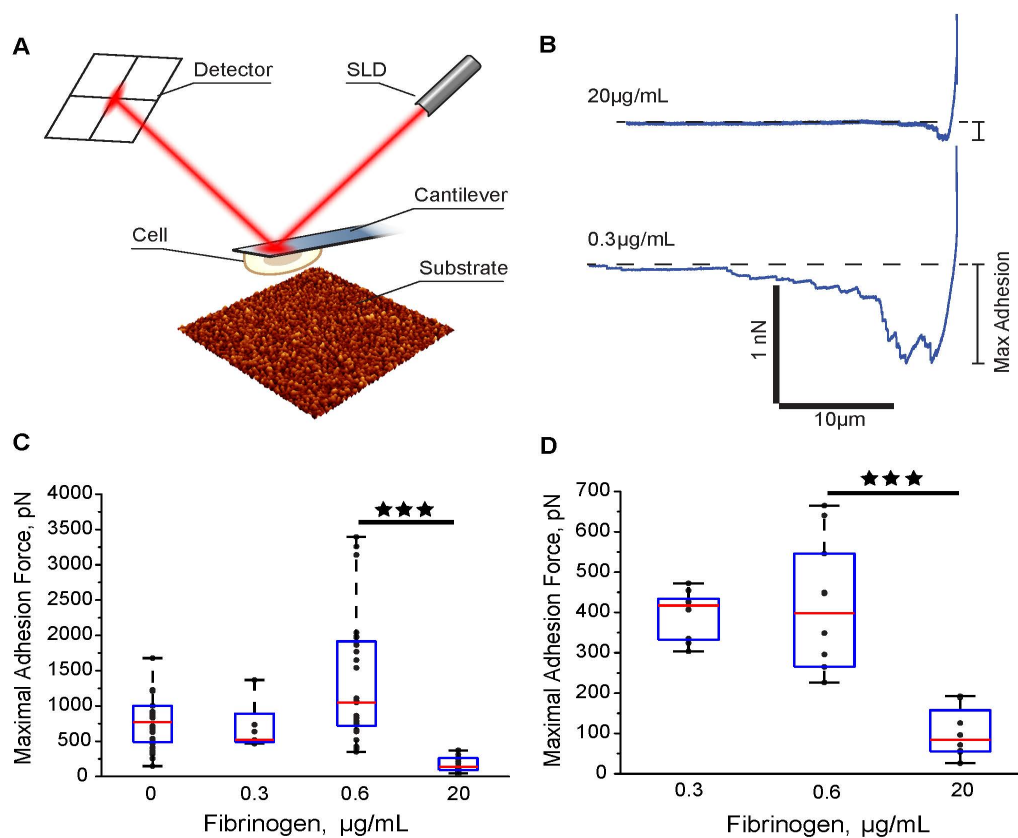 A
Detector
SLD
Cantilever
Cell
Substrate
B
20µg/mL
0.3µg/mL
Max Adhesion
1 nN
10µm
C
Maximal Adhesion Force, pN
4000
3500
3000
2500
2000
1500
1000
500
0
★★★
0 0.3 0.6 20
Fibrinogen, µg/mL
D
Maximal Adhesion Force, pN
700
600
500
400
300
200
100
0
★★★
0.3 0.6 20
Fibrinogen, µg/mL